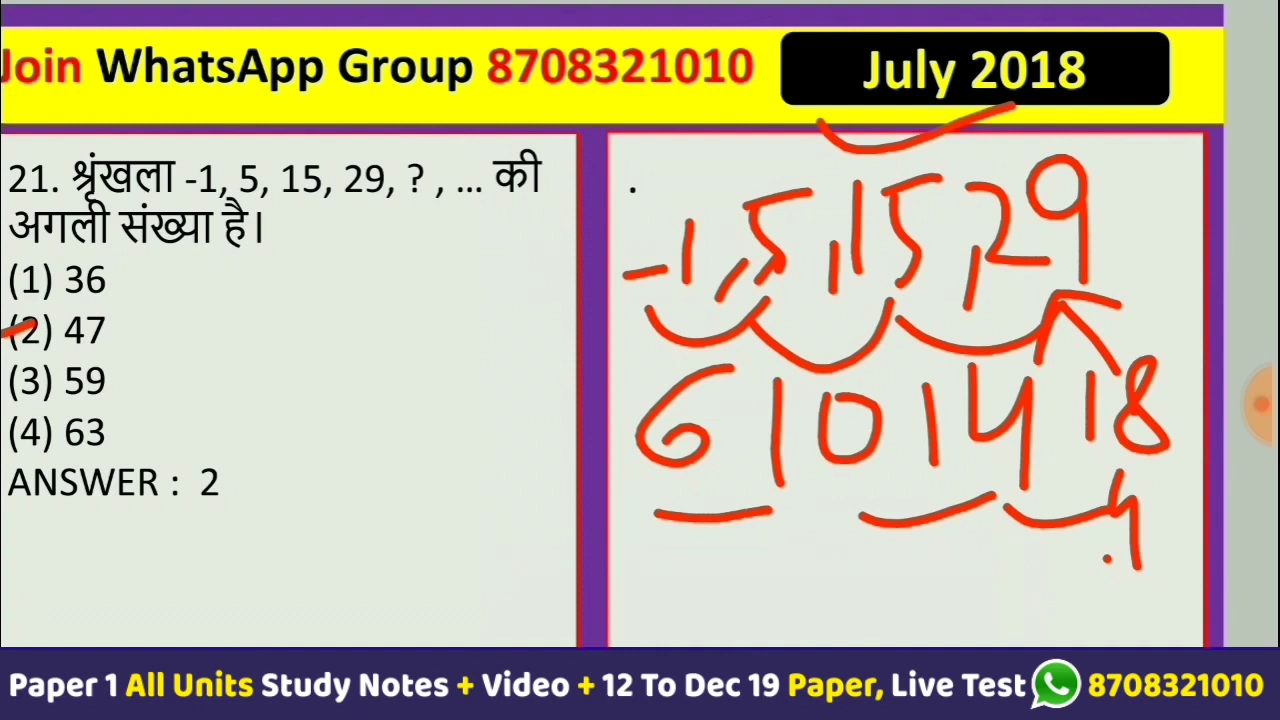 Join WhatsApp Group 8708321010
July 2018
21. श्रृंखला -1, 5, 15, 29, ? , ... की
अगली संख्या है।
(1) 36
(2) 47
(3) 59
(4) 63
ANSWER : 2
.
-1, 5, 15, 29
6 10 14 18
4
Paper 1 All Units Study Notes + Video + 12 To Dec 19 Paper, Live Test 8708321010